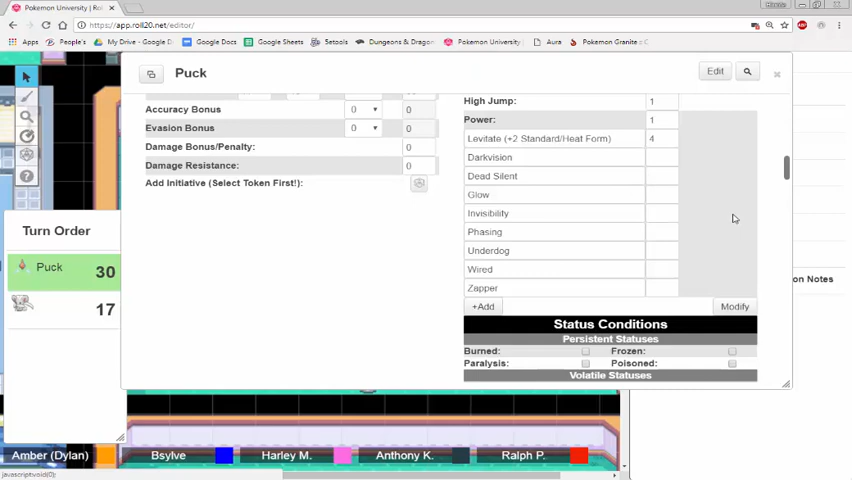 Pokemon University | Ro
https://app.roll20.net/editor/
Apps
People's
My Drive - Google D
Google Docs
Google Sheets
5etools
Dungeons & Dragon
Pokemon University
Aura
Pokemon Granite ::
Puck
Edit
High Jump: 1
Accuracy Bonus 0 0
Power: 1
Evasion Bonus 0 0
Levitate (+2 Standard/Heat Form) 4
Damage Bonus/Penalty: 0
Darkvision
Damage Resistance: 0
Dead Silent
Add Initiative (Select Token First!):
Glow
Invisibility
Phasing
Underdog
Wired
Zapper
+Add
Modify
Status Conditions
Persistent Statuses
Burned:
Frozen:
Paralysis:
Poisoned:
Volatile Statuses
Turn Order
Puck 30
17
on Notes
Amber (Dylan)
Bsylve
Harley M.
Anthony K.
Ralph P.
javascript:void(0);